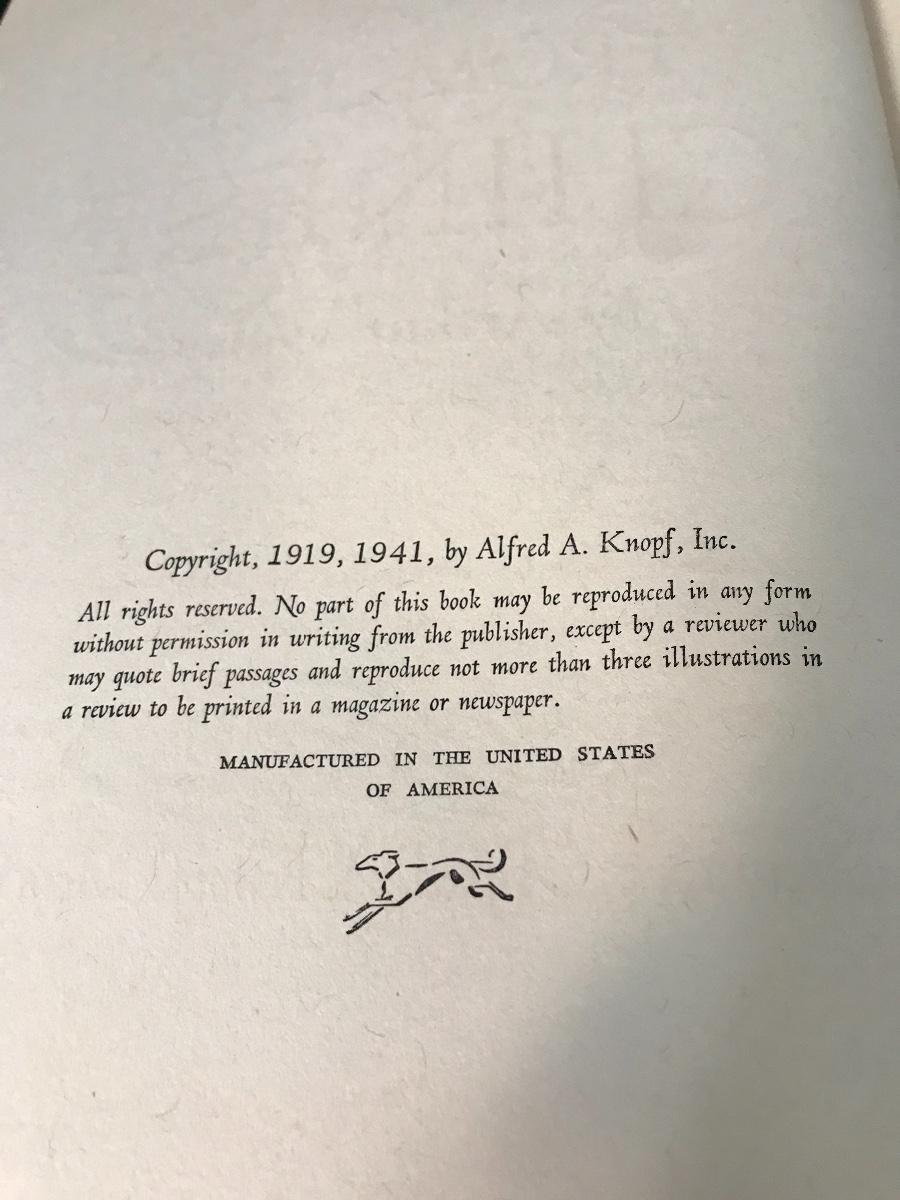 Copyright, 1919, 1941, by Alfred A. Knopf, Inc.
All rights reserved. No part of this book may be reproduced in any form
without permission in writing from the publisher, except by a reviewer who
may quote brief passages and reproduce not more than three illustrations in
a review to be printed in a magazine or newspaper.
MANUFACTURED IN THE UNITED STATES
OF AMERICA